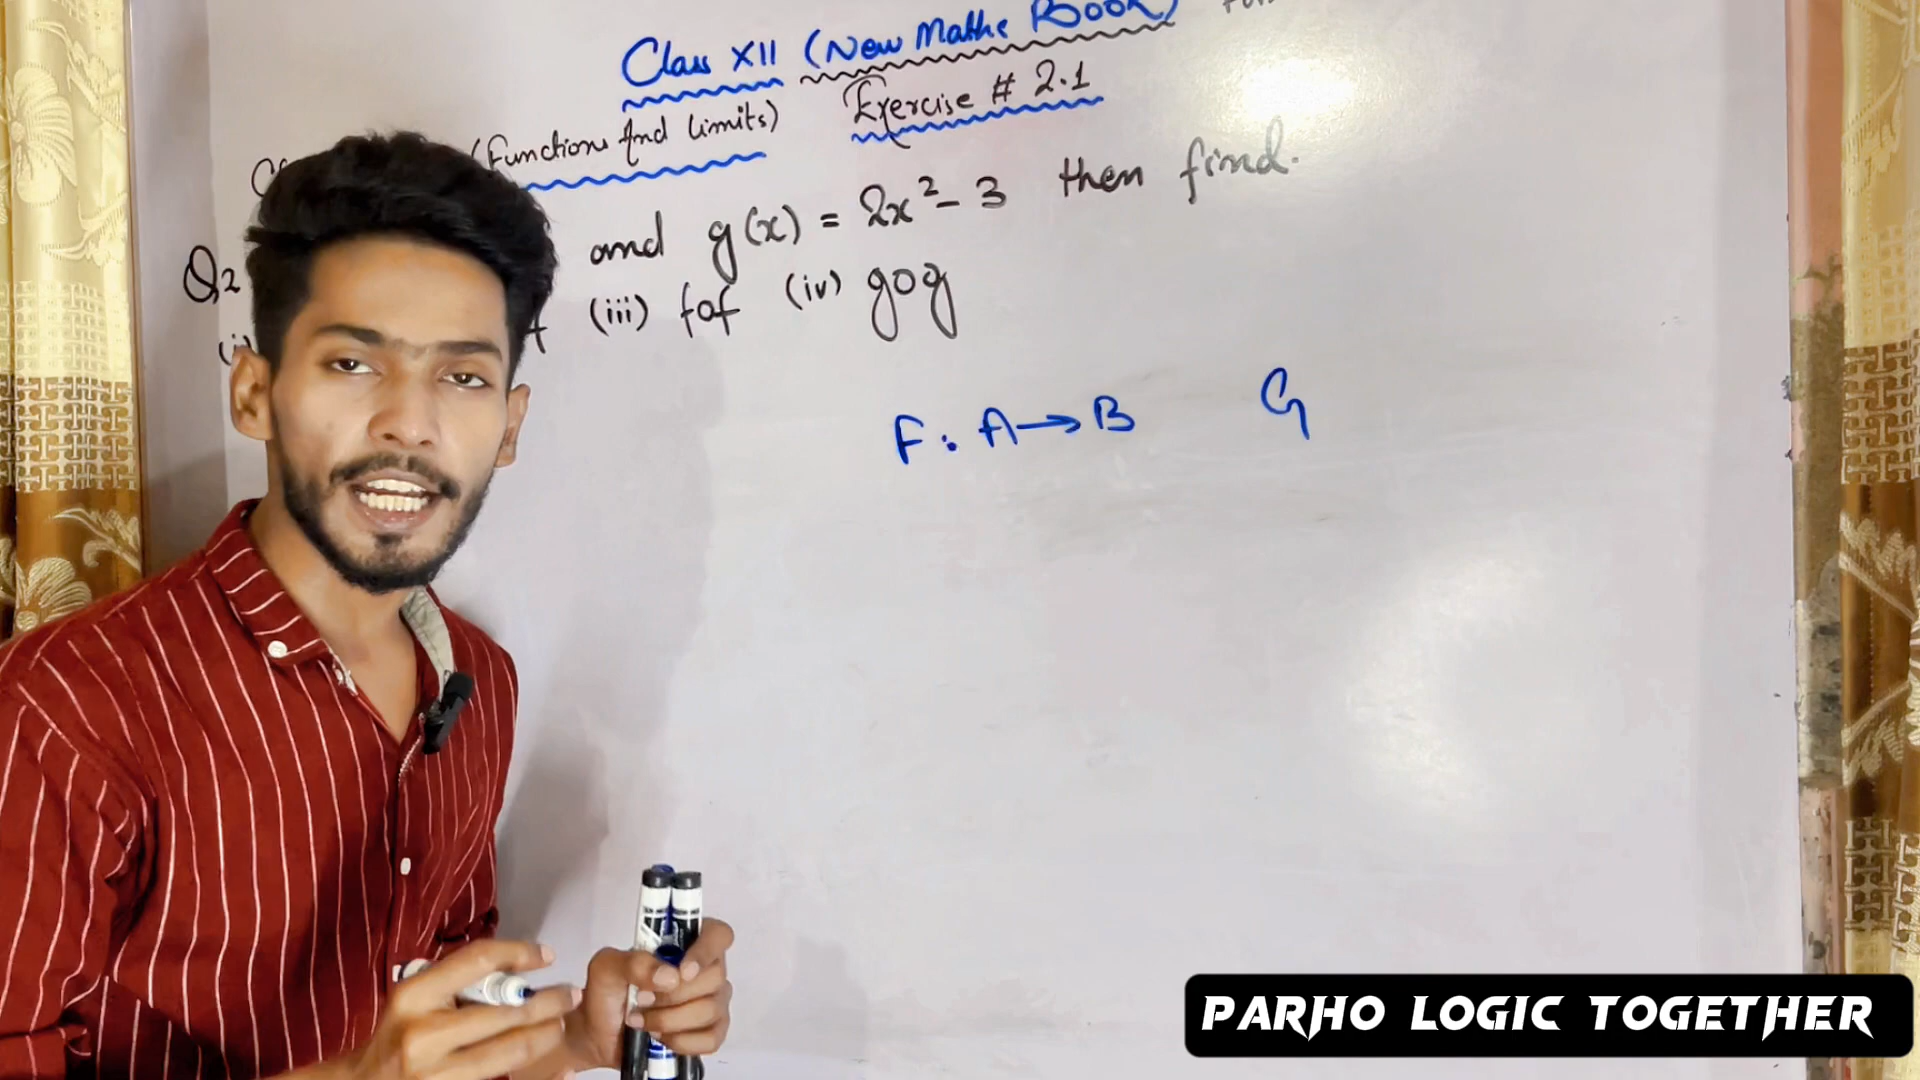 Class XII (New Maths Book)
(Functions And Limits) Exercise # 2.1
Q2 and g(x) = 2x² - 3 then find.
(iii) fof (iv) gog
F: A → B G
PARHO LOGIC TOGETHER